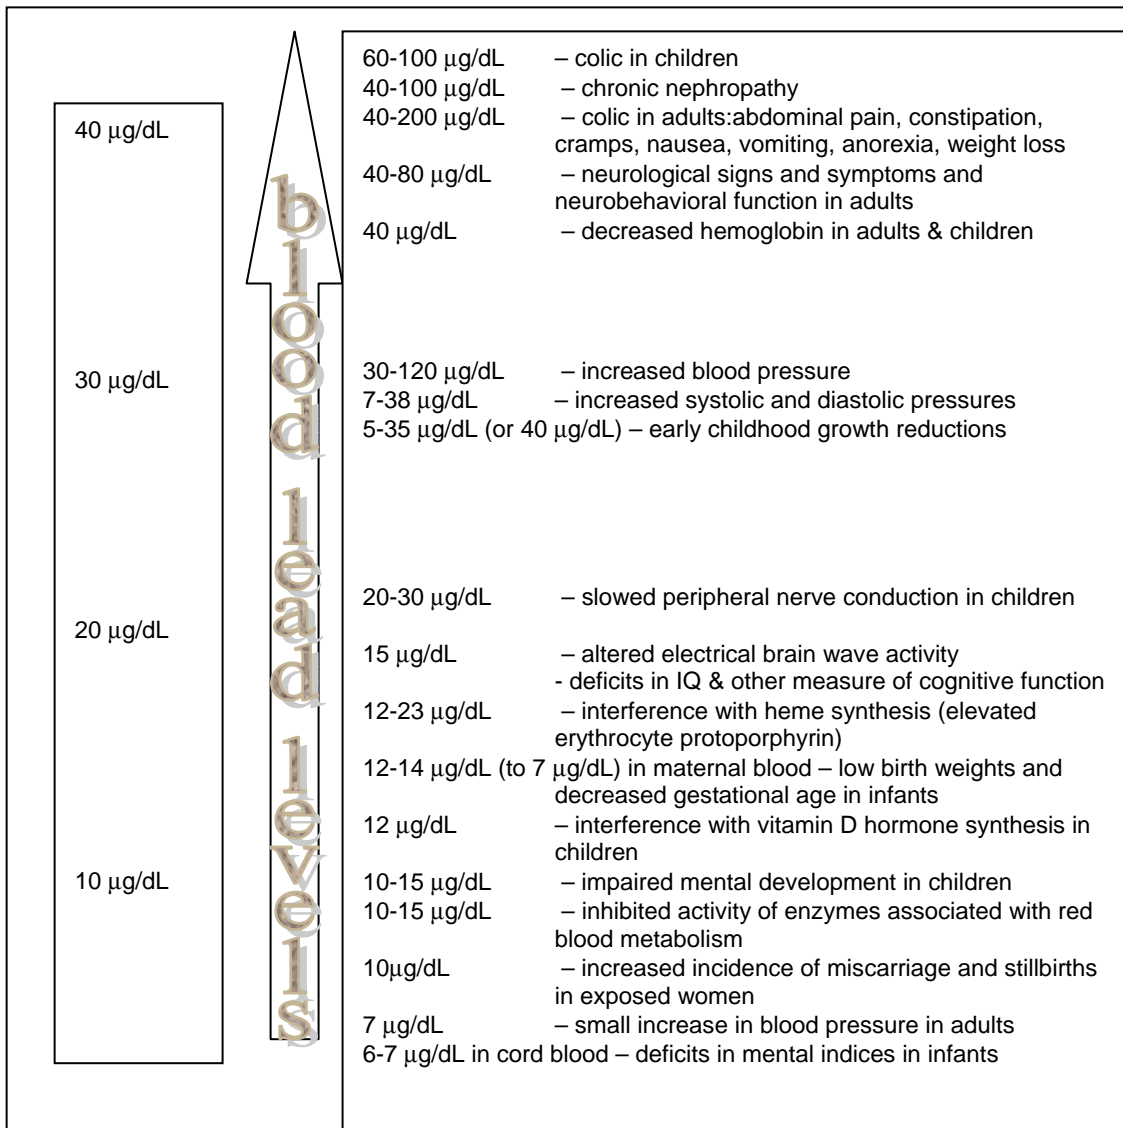 40 μg/dL
30 μg/dL
20 μg/dL
10 μg/dL
blood lead levels
60-100 μg/dL – colic in children
40-100 μg/dL – chronic nephropathy
40-200 μg/dL – colic in adults:abdominal pain, constipation,
cramps, nausea, vomiting, anorexia, weight loss
40-80 μg/dL – neurological signs and symptoms and
neurobehavioral function in adults
40 μg/dL – decreased hemoglobin in adults & children
30-120 μg/dL – increased blood pressure
7-38 μg/dL – increased systolic and diastolic pressures
5-35 μg/dL (or 40 μg/dL) – early childhood growth reductions
20-30 μg/dL – slowed peripheral nerve conduction in children
15 μg/dL – altered electrical brain wave activity
- deficits in IQ & other measure of cognitive function
12-23 μg/dL – interference with heme synthesis (elevated
erythrocyte protoporphyrin)
12-14 μg/dL (to 7 μg/dL) in maternal blood – low birth weights and
decreased gestational age in infants
12 μg/dL – interference with vitamin D hormone synthesis in
children
10-15 μg/dL – impaired mental development in children
10-15 μg/dL – inhibited activity of enzymes associated with red
blood metabolism
10μg/dL – increased incidence of miscarriage and stillbirths
in exposed women
7 μg/dL – small increase in blood pressure in adults
6-7 μg/dL in cord blood – deficits in mental indices in infants